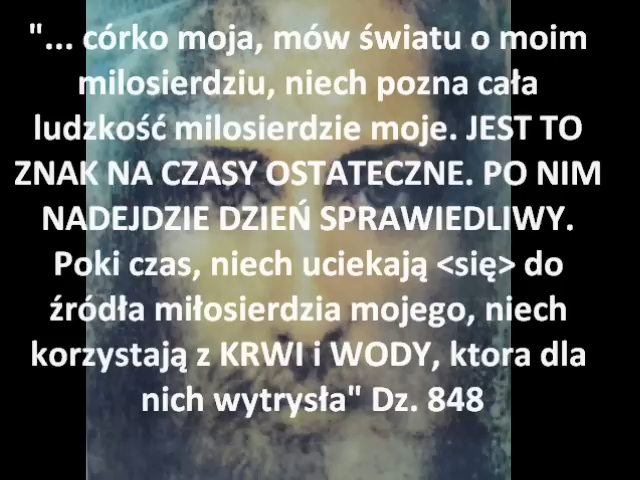 "... córko moja, mów światu o moim
milosierdziu, niech pozna cała
ludzkość milosierdzie moje. JEST TO
ZNAK NA CZASY OSTATECZNE. PO NIM
NADEJDZIE DZIEŃ SPRAWIEDLIWY.
Poki czas, niech uciekają <się> do
źródła miłosierdzia mojego, niech
korzystają z KRWI i WODY, ktora dla
nich wytrysła" Dz. 848